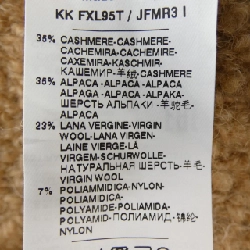 KK FXL95T / JFMR3 I
36% CASHMERE-CASHMERE-
CACHEMIRA-CACHEMIRE-
CAXEMIRA-KASCHMIR-
КАШЕМИР-羊绒-CASHMERE
36% ALPACA-ALPACA-ALPACA
ALPAGA-ALPACA-ALPAKA-
ШЕРСТЬ АЛЬПАКИ-羊驼毛-
ALPACA
23% LANA VERGINE-VIRGIN
WOOL-LANA VIRGEN-
LAINE VIERGE-LÃ
VIRGEM-SCHURWOLLE-
НАТУРАЛЬНАЯ ШЕРСТЬ-羊毛-
VIRGIN WOOL
7% POLIAMMIDICA-NYLON-
POLIAMIDICA-
POLYAMIDE-POLIAMIDA-
POLYAMID-ПОЛИАМИД-锦纶-
NYLON